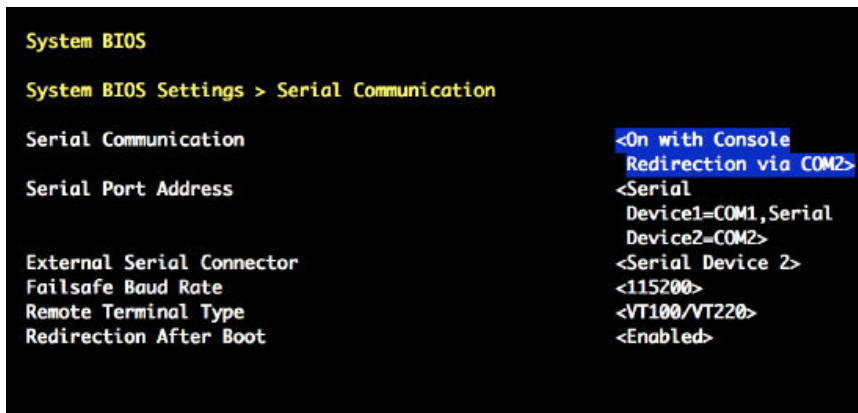 System BIOS
System BIOS Settings > Serial Communication
Serial Communication <On with Console
Redirection via COM2>
Serial Port Address <Serial
Device1=COM1,Serial
Device2=COM2>
External Serial Connector <Serial Device 2>
Failsafe Baud Rate <115200>
Remote Terminal Type <VT100/VT220>
Redirection After Boot <Enabled>